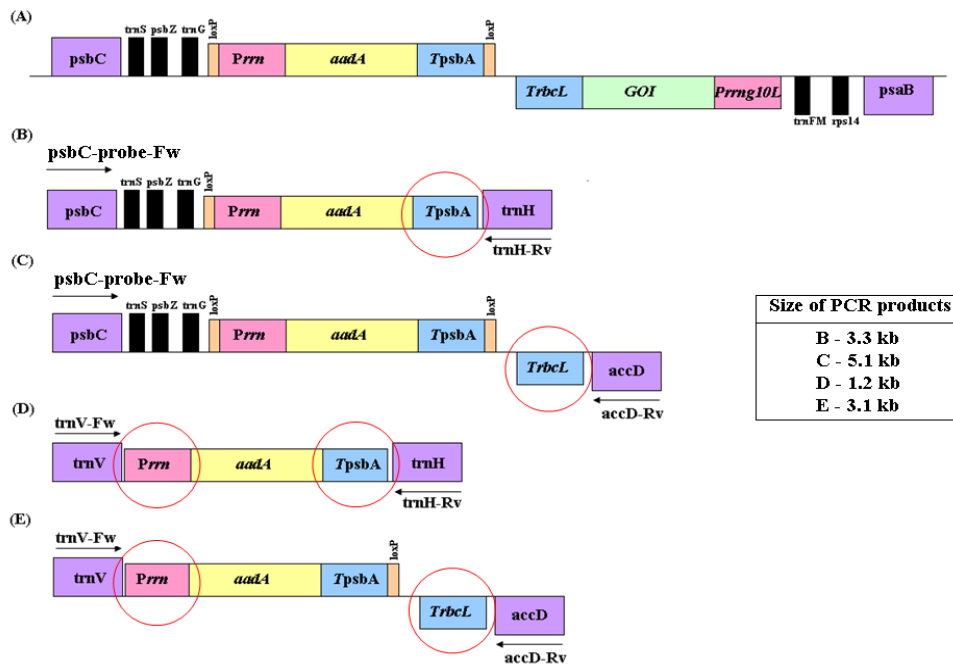 (A)
trnS psbZ trnG loxP loxP
psbC Prrn aadA TpsbA
TrbcL GOI Prrng10L psaB
trnFM rps14
(B)
psbC-probe-Fw
trnS psbZ trnG loxP
psbC Prrn aadA TpsbA trnH
trnH-Rv
(C)
psbC-probe-Fw
trnS psbZ trnG loxP loxP
psbC Prrn aadA TpsbA
TrbcL accD
accD-Rv
Size of PCR products
B - 3.3 kb
C - 5.1 kb
D - 1.2 kb
E - 3.1 kb
(D)
trnV-Fw
trnV Prrn aadA TpsbA trnH
trnH-Rv
(E)
trnV-Fw
loxP
trnV Prrn aadA TpsbA
TrbcL accD
accD-Rv